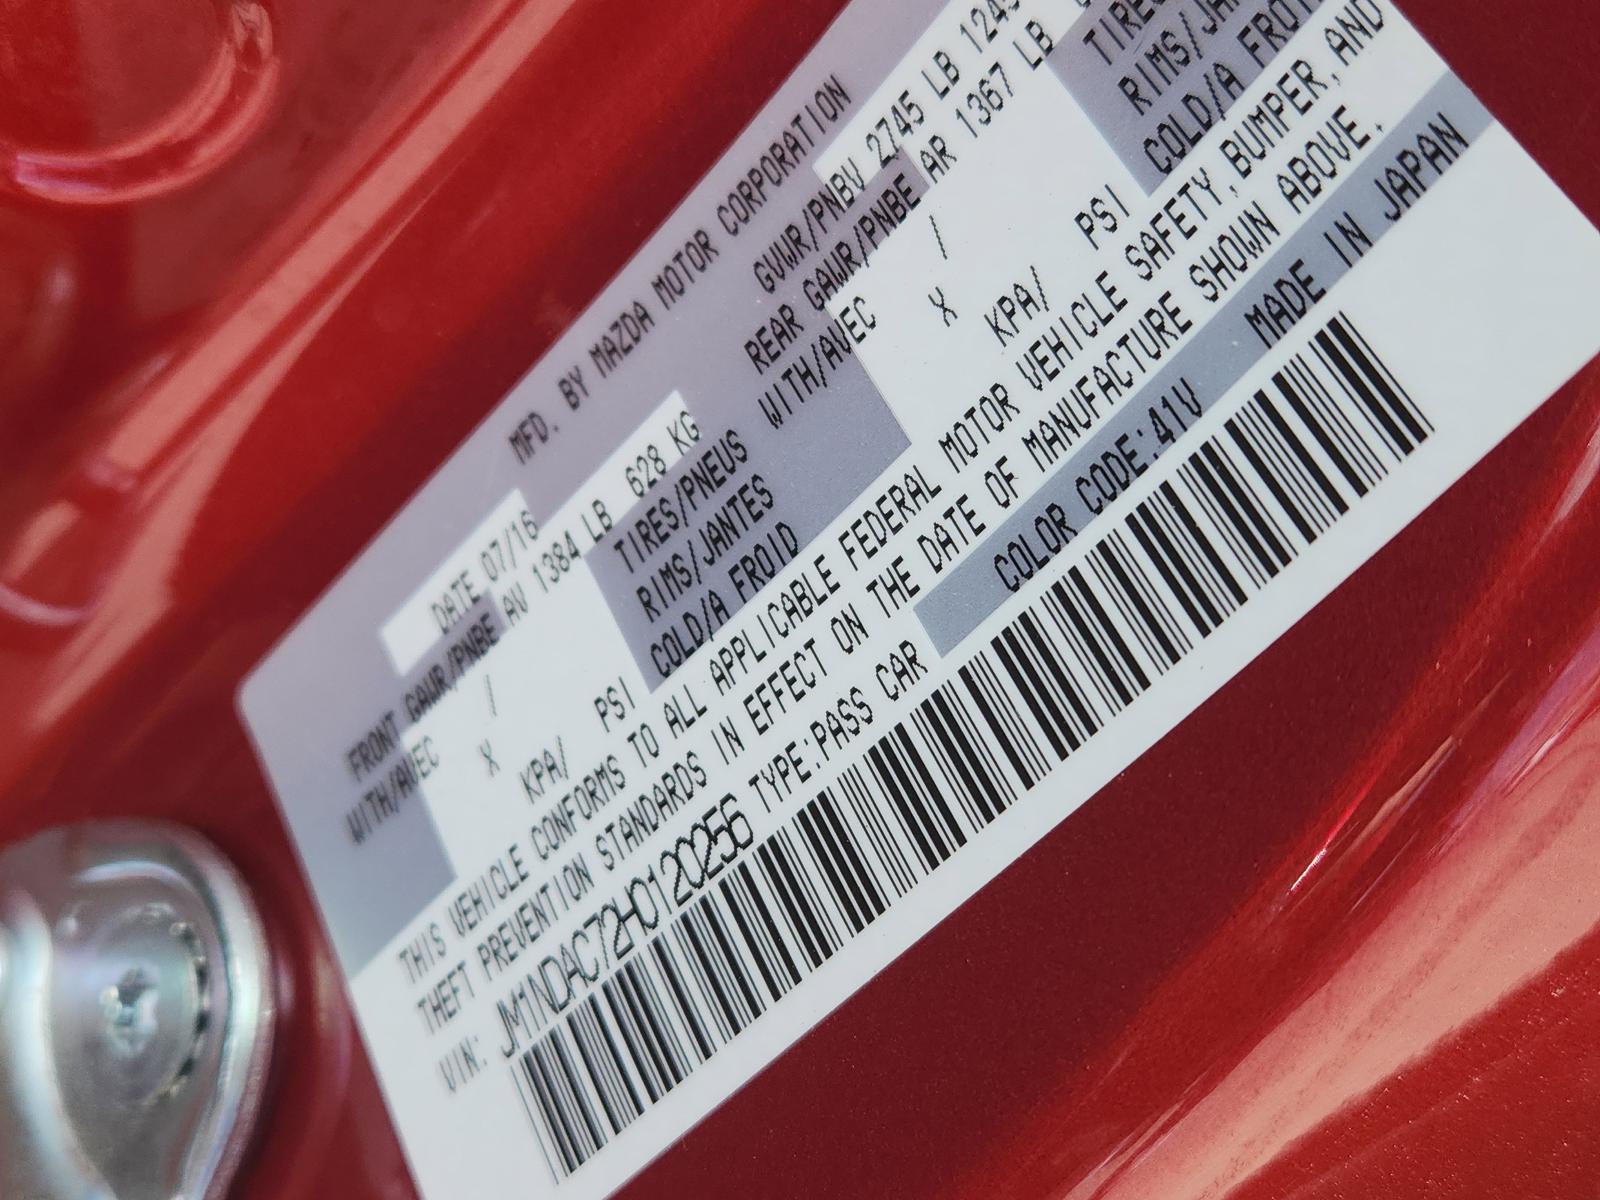 MFD. BY MAZDA MOTOR CORPORATION
DATE 07/16 GVWR/PNBV 2745 LB
FRONT GAWR/PNBE AV 1384 LB 628 KG REAR GAWR/PNBE AR 1367 LB
WITH/AVEC / TIRES/PNEUS WITH/AVEC / TIRES
X RIMS/JANTES X RIMS/JAN
KPA/ PSI COLD/A FROID KPA/ PSI COLD/A FROI
THIS VEHICLE CONFORMS TO ALL APPLICABLE FEDERAL MOTOR VEHICLE SAFETY, BUMPER, AND
THEFT PREVENTION STANDARDS IN EFFECT ON THE DATE OF MANUFACTURE SHOWN ABOVE.
VIN: JM1NDAC72H0120256 TYPE:PASS CAR COLOR CODE:41V MADE IN JAPAN